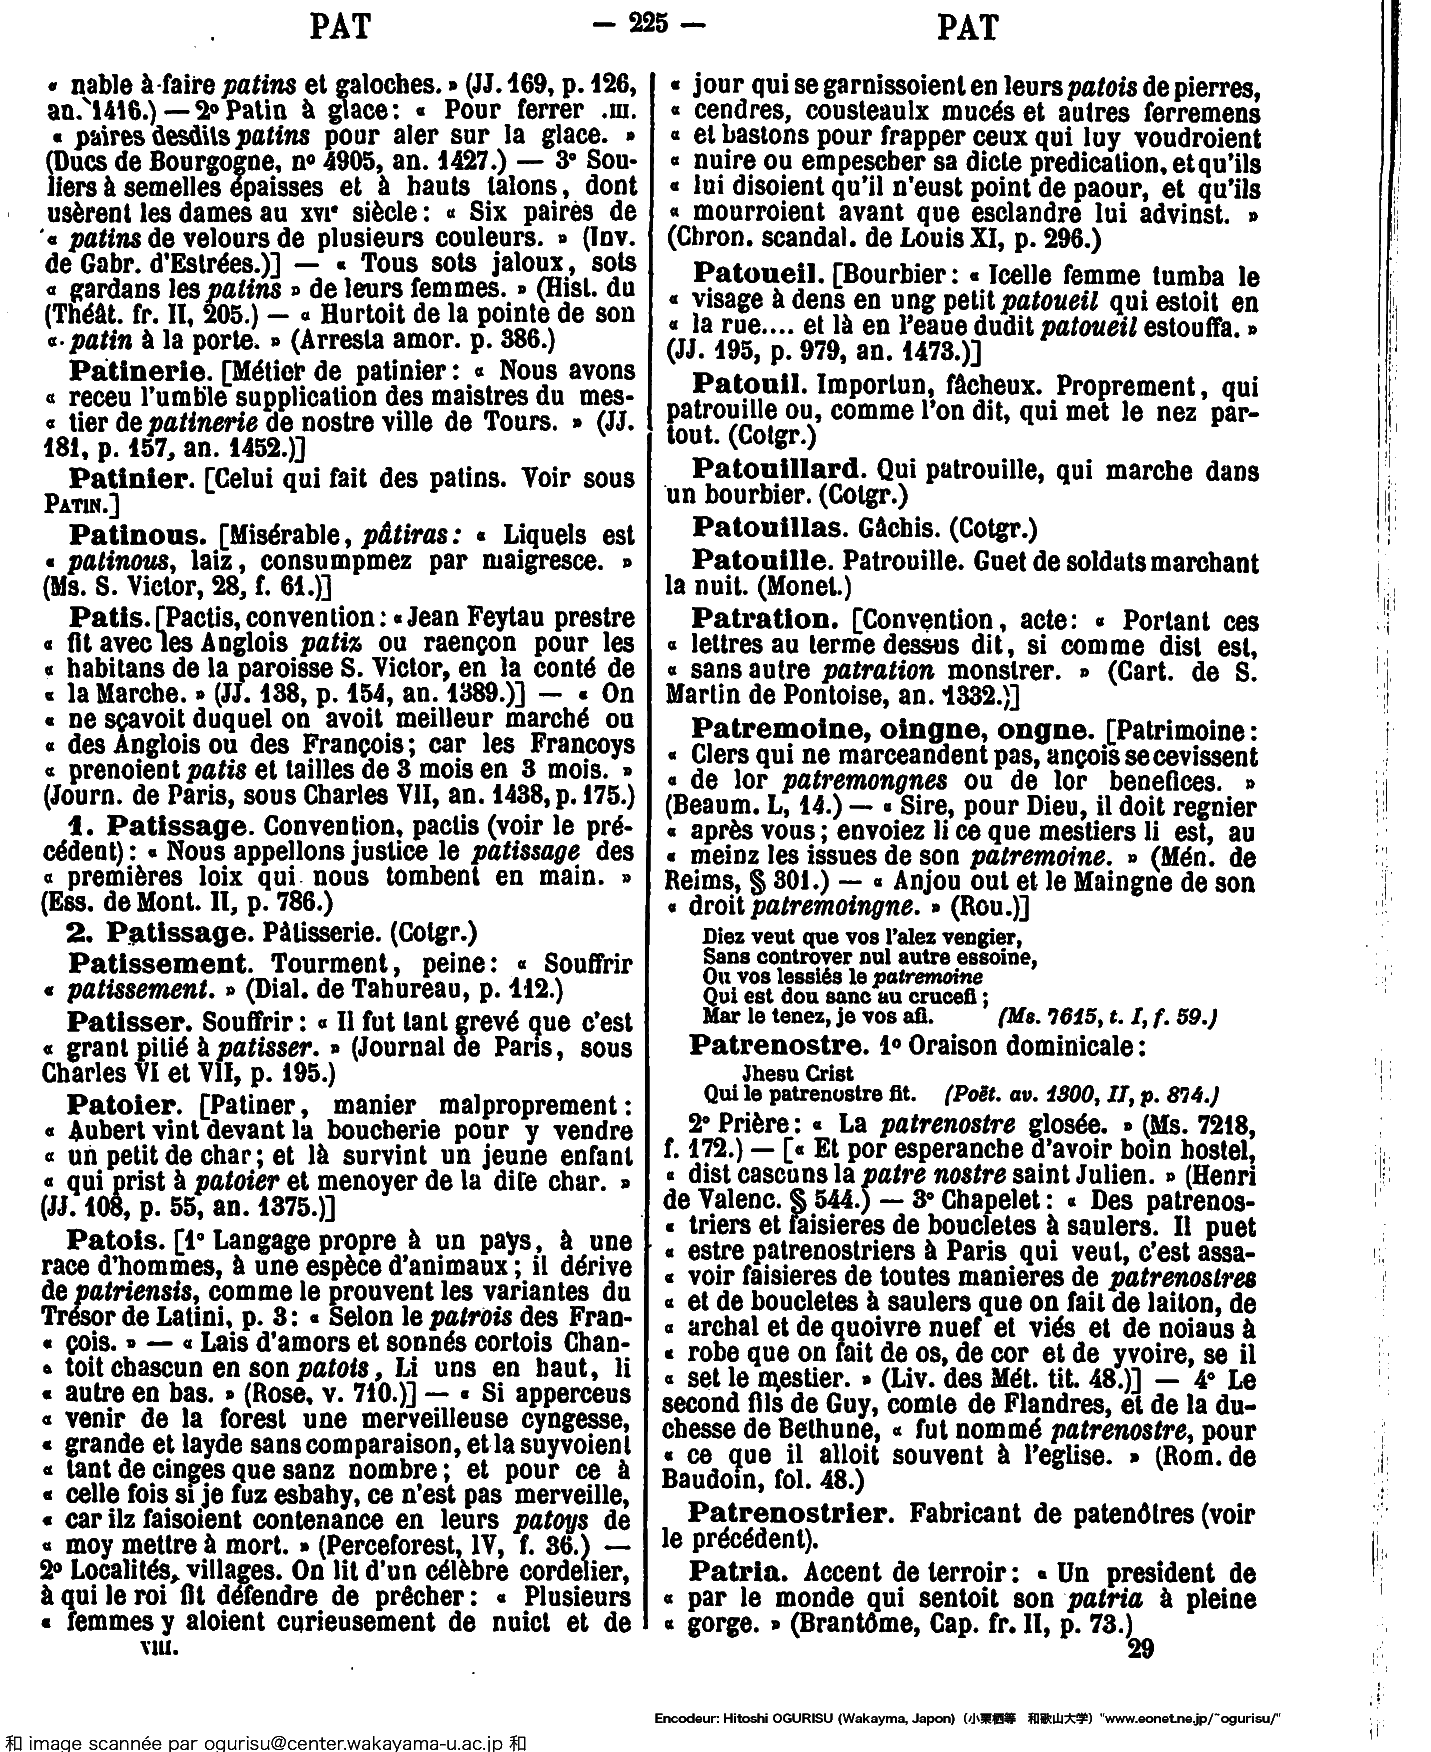 PAT — 225 — PAT
« nable à faire patins et galoches. » (JJ. 169, p. 126,
an. 1416.) — 2º Patin à glace : « Pour ferrer .III.
« paires desdits patins pour aler sur la glace. »
(Ducs de Bourgogne, nº 4905, an. 1427.) — 3º Sou-
liers à semelles épaisses et à hauts talons, dont
usèrent les dames au XVIe siècle : « Six paires de
« patins de velours de plusieurs couleurs. » (Inv.
de Gabr. d'Estrées.)] — « Tous sots jaloux, sots
« gardans les patins » de leurs femmes. » (Hist. du
(Théât. fr. II, 205.) — « Hurtoit de la pointe de son
« patin à la porte. » (Arresta amor. p. 386.)
Patinerie. [Métier de patinier : « Nous avons
« receu l'umble supplication des maistres du mes-
« tier de patinerie de nostre ville de Tours. » (JJ.
181, p. 157, an. 1452.)]
Patinier. [Celui qui fait des patins. Voir sous
PATIN.]
Patinous. [Misérable, pâtiras : « Liquels est
« patinous, laiz, consumpmez par maigresce. »
(Ms. S. Victor, 28, f. 61.)]
Patis. [Pactis, convention : « Jean Feytau prestre
« fit avec les Anglois patiz ou raençon pour les
« habitans de la paroisse S. Victor, en la conté de
« la Marche. » (JJ. 138, p. 154, an. 1389.)] — « On
« ne sçavoit duquel on avoit meilleur marché ou
« des Anglois ou des François ; car les Francoys
« prenoient patis et tailles de 3 mois en 3 mois. »
(Journ. de Paris, sous Charles VII, an. 1438, p. 175.)
1. Patissage. Convention, pactis (voir le pré-
cédent) : « Nous appellons justice le patissage des
« premières loix qui nous tombent en main. »
(Ess. de Mont. II, p. 786.)
2. Patissage. Pâtisserie. (Cotgr.)
Patissement. Tourment, peine : « Souffrir
« patissement. » (Dial. de Tahureau, p. 112.)
Patisser. Souffrir : « Il fut tant grevé que c'est
« grant pitié à patisser. » (Journal de Paris, sous
Charles VI et VII, p. 195.)
Patoier. [Patiner, manier malproprement :
« Aubert vint devant la boucherie pour y vendre
« un petit de char ; et là survint un jeune enfant
« qui prist à patoier et menoyer de la dite char. »
(JJ. 108, p. 55, an. 1375.)]
Patois. [1º Langage propre à un pays, à une
race d'hommes, à une espèce d'animaux ; il dérive
de patriensis, comme le prouvent les variantes du
Trésor de Latini, p. 3 : « Selon le patrois des Fran-
« çois. » — « Lais d'amors et sonnés cortois Chan-
« toit chascun en son patois, Li uns en haut, li
« autre en bas. » (Rose, v. 710.)] — « Si apperceus
« venir de la forest une merveilleuse cyngesse,
« grande et layde sans comparaison, et la suyvoient
« tant de cinges que sanz nombre ; et pour ce à
« celle fois si je fuz esbahy, ce n'est pas merveille,
« car ilz faisoient contenance en leurs patoys de
« moy mettre à mort. » (Perceforest, IV, f. 36.) —
2º Localités, villages. On lit d'un célèbre cordelier,
à qui le roi fit défendre de prêcher : « Plusieurs
« femmes y aloient curieusement de nuict et de
VIII.
« jour qui se garnissoient en leurs patois de pierres,
« cendres, cousteaulx mucés et autres ferremens
« et bastons pour frapper ceux qui luy voudroient
« nuire ou empescher sa dicte predication, et qu'ils
« lui disoient qu'il n'eust point de paour, et qu'ils
« mourroient avant que esclandre lui advinst. »
(Chron. scandal. de Louis XI, p. 296.)
Patoueil. [Bourbier : « Icelle femme tumba le
« visage à dens en ung petit patoueil qui estoit en
« la rue.... et là en l'eaue dudit patoueil estouffa. »
(JJ. 195, p. 979, an. 1473.)]
Patouil. Importun, fâcheux. Proprement, qui
patrouille ou, comme l'on dit, qui met le nez par-
tout. (Cotgr.)
Patouillard. Qui patrouille, qui marche dans
un bourbier. (Cotgr.)
Patouillas. Gâchis. (Cotgr.)
Patouille. Patrouille. Guet de soldats marchant
la nuit. (Monet.)
Patration. [Convention, acte : « Portant ces
« lettres au terme dessus dit, si comme dist est,
« sans autre patration monstrer. » (Cart. de S.
Martin de Pontoise, an. 1332.)]
Patremoine, oingne, ongne. [Patrimoine :
« Clers qui ne marceandent pas, ançois se cevissent
« de lor patremongnes ou de lor benefices. »
(Beaum. L, 14.) — « Sire, pour Dieu, il doit regnier
« après vous ; envoiez li ce que mestiers li est, au
« meinz les issues de son patremoine. » (Mén. de
Reims, § 301.) — « Anjou out et le Maingne de son
« droit patremoingne. » (Rou.)]
Diez veut que vos l'alez vengier,
Sans controver nul autre essoine,
Ou vos lessiés le patremoine
Qui est dou sanc au crucefi ;
Mar le tenez, je vos afi. (Ms. 7615, t. I, f. 59.)
Patrenostre. 1º Oraison dominicale :
Jhesu Crist
Qui le patrenostre fit. (Poët. av. 1300, II, p. 874.)
2º Prière : « La patrenostre glosée. » (Ms. 7218,
f. 172.) — [« Et por esperanche d'avoir boin hostel,
« dist cascuns la patre nostre saint Julien. » (Henri
de Valenc. § 544.) — 3º Chapelet : « Des patrenos-
« triers et faisieres de boucletes à saulers. Il puet
« estre patrenostriers à Paris qui veut, c'est assa-
« voir faisieres de toutes manieres de patrenostres
« et de boucletes à saulers que on fait de laiton, de
« archal et de quoivre nuef et viés et de noiaus à
« robe que on fait de os, de cor et de yvoire, se il
« set le mestier. » (Liv. des Mét. tit. 48.)] — 4º Le
second fils de Guy, comte de Flandres, et de la du-
chesse de Bethune, « fut nommé patrenostre, pour
« ce que il alloit souvent à l'eglise. » (Rom. de
Baudoin, fol. 48.)
Patrenostrier. Fabricant de patenôtres (voir
le précédent).
Patria. Accent de terroir : « Un president de
« par le monde qui sentoit son patria à pleine
« gorge. » (Brantôme, Cap. fr. II, p. 73.)
29
Encodeur: Hitoshi OGURISU (Wakayma, Japon) (小栗栖等 和歌山大学) "www.eonet.ne.jp/~ogurisu/"
和 image scannée par ogurisu@center.wakayama-u.ac.jp 和